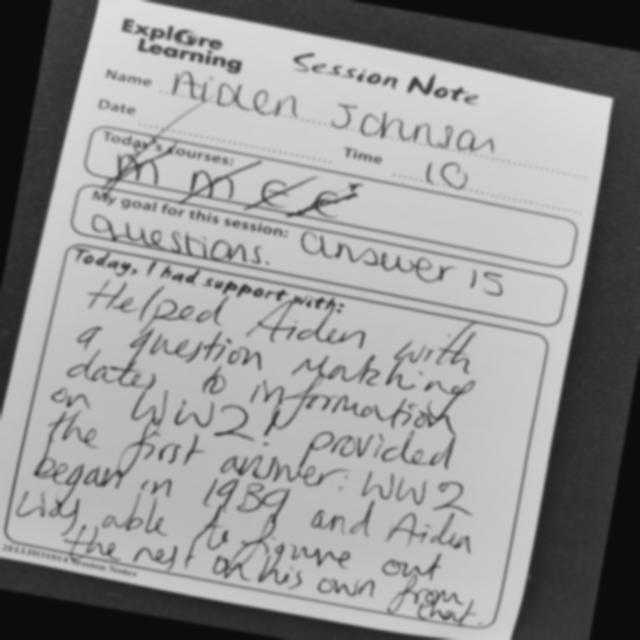 Explore Learning
Session Note
Name Aiden Johnson
Date
Time 10
Today's courses:
m m E E
My goal for this session: answer 15
questions.
Today, I had support with:
Helped Aiden with
a question matching
dates to information
on WW2. I provided
the first answer: WW2
began in 1939 and Aiden
was able to figure out
the rest on his own from
that.
Session Notes